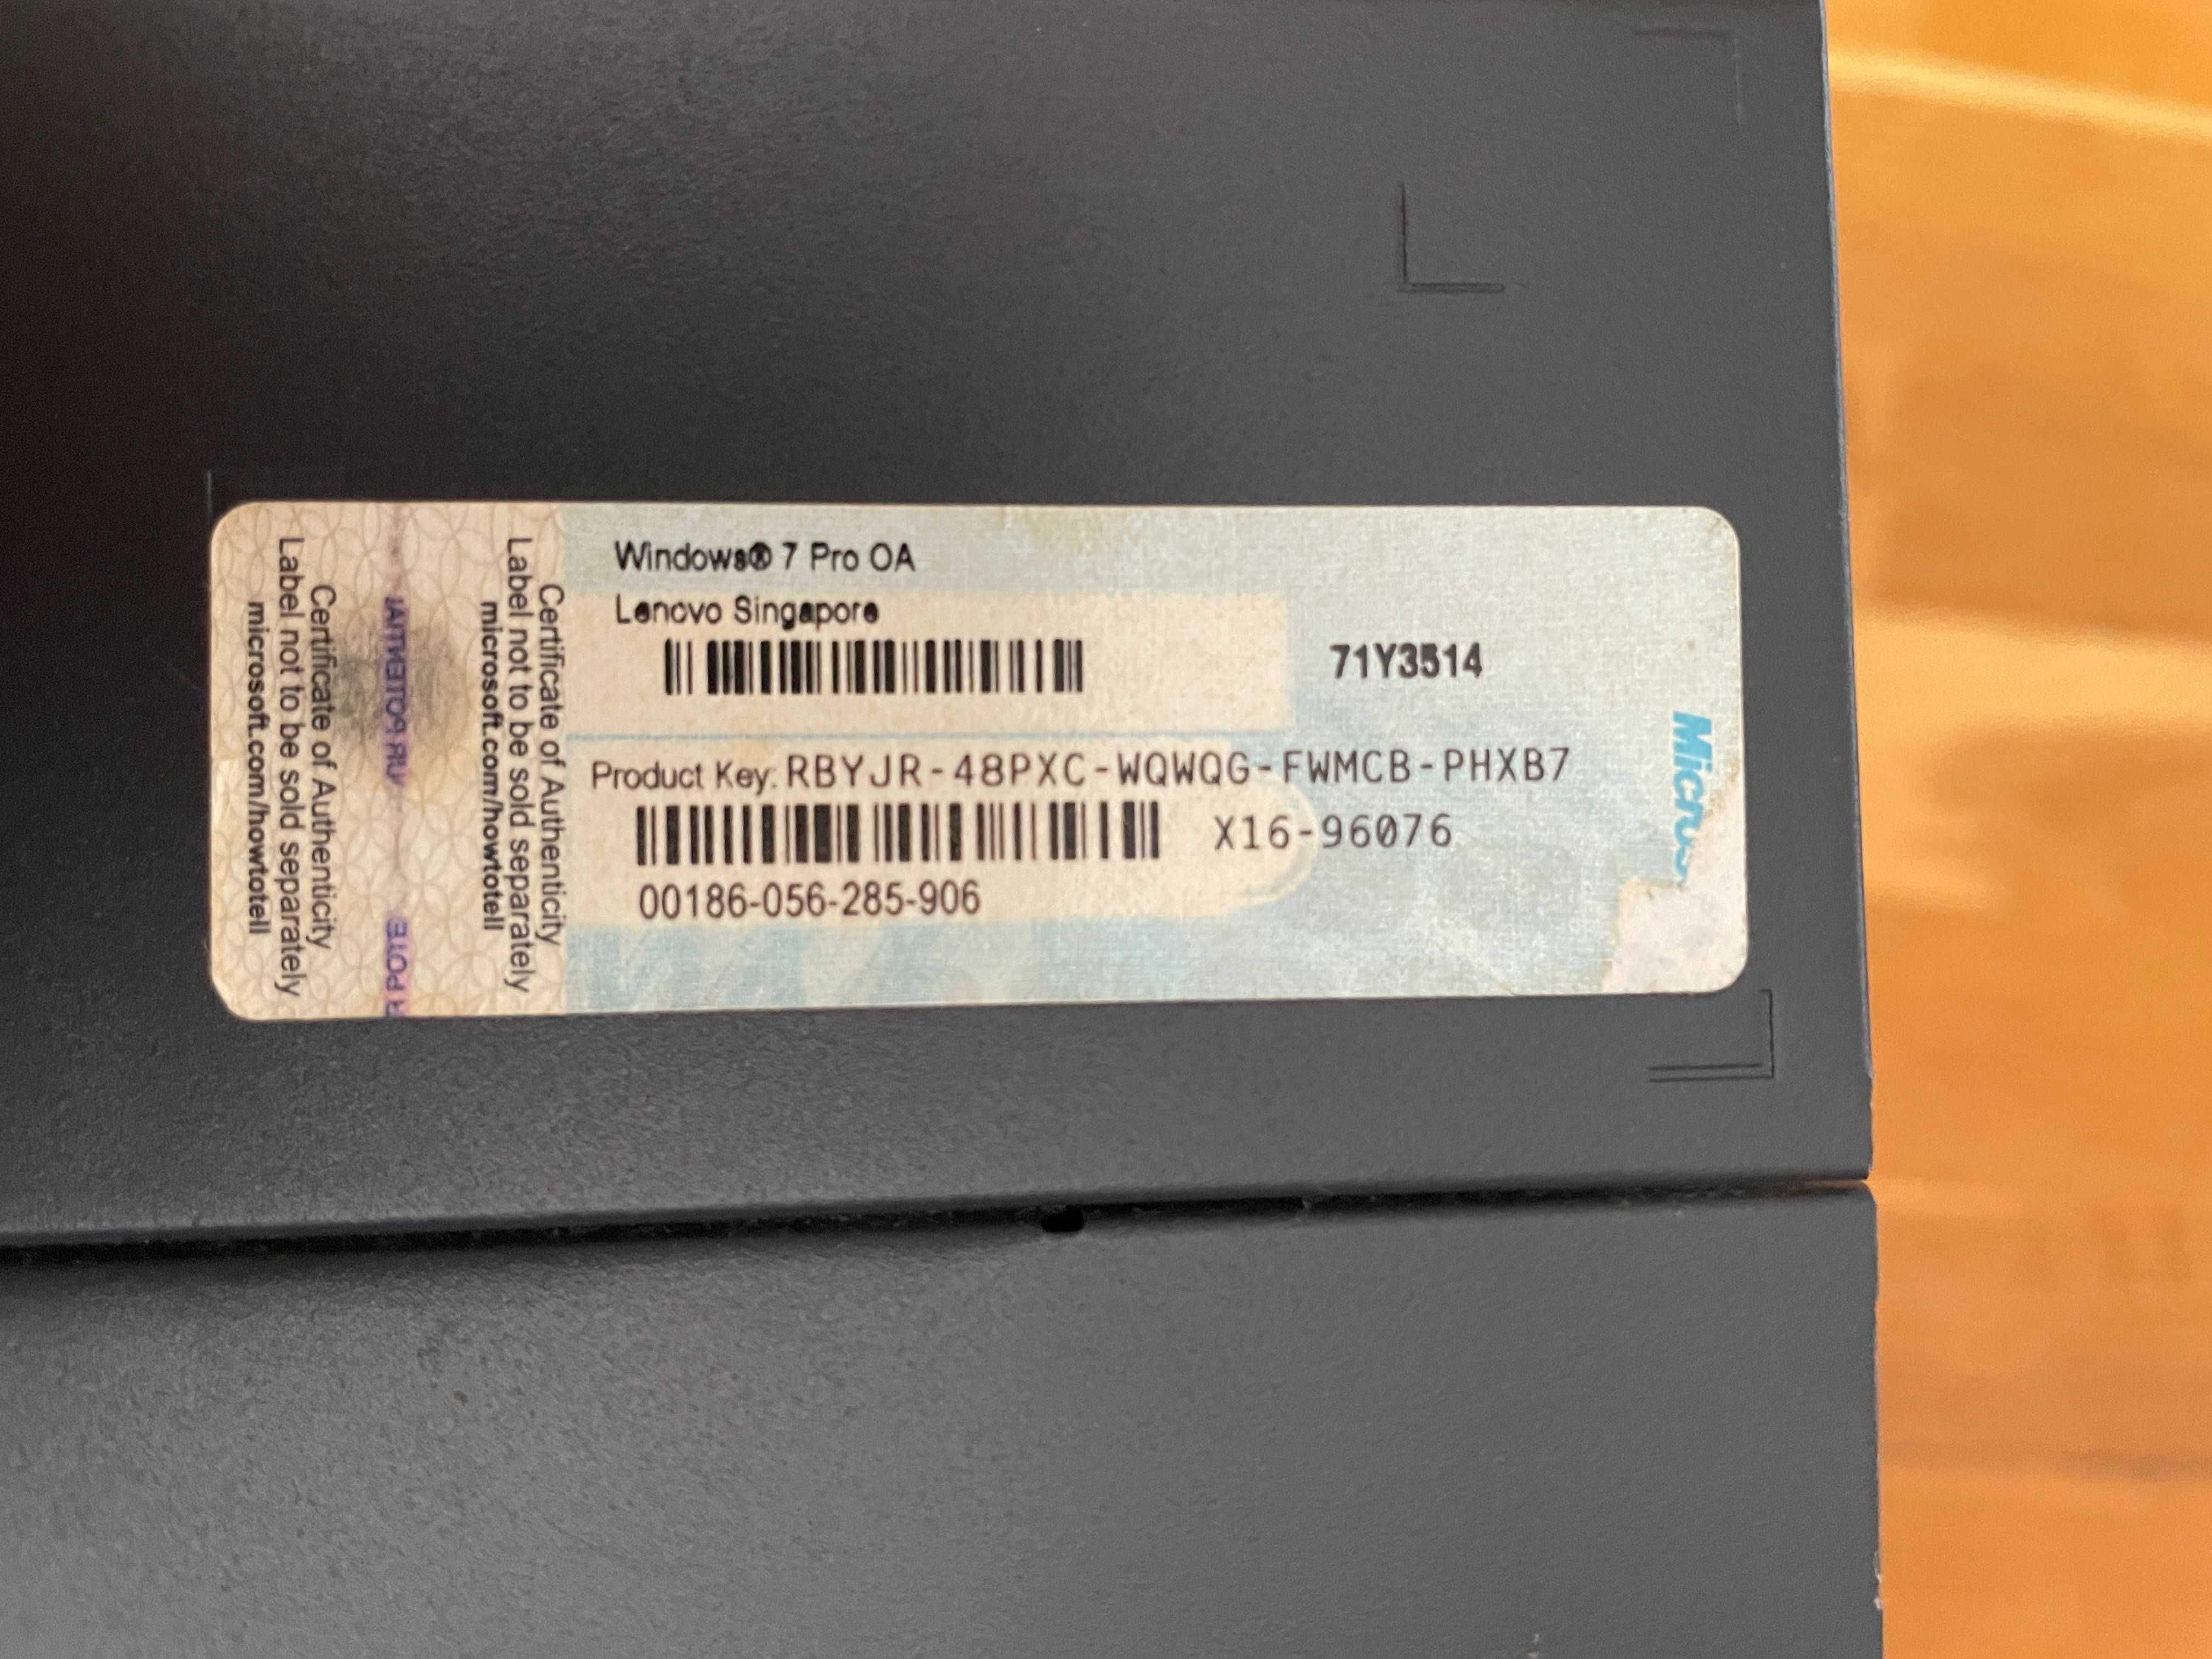 Windows® 7 Pro OA
Lenovo Singapore
71Y3514
Product Key: RBYJR-48PXC-WQWQG-FWMCB-PHXB7
X16-96076
00186-056-285-906
Certificate of Authenticity
Label not to be sold separately
microsoft.com/howtotell
Certificate of Authenticity
Label not to be sold separately
microsoft.com/howtotell